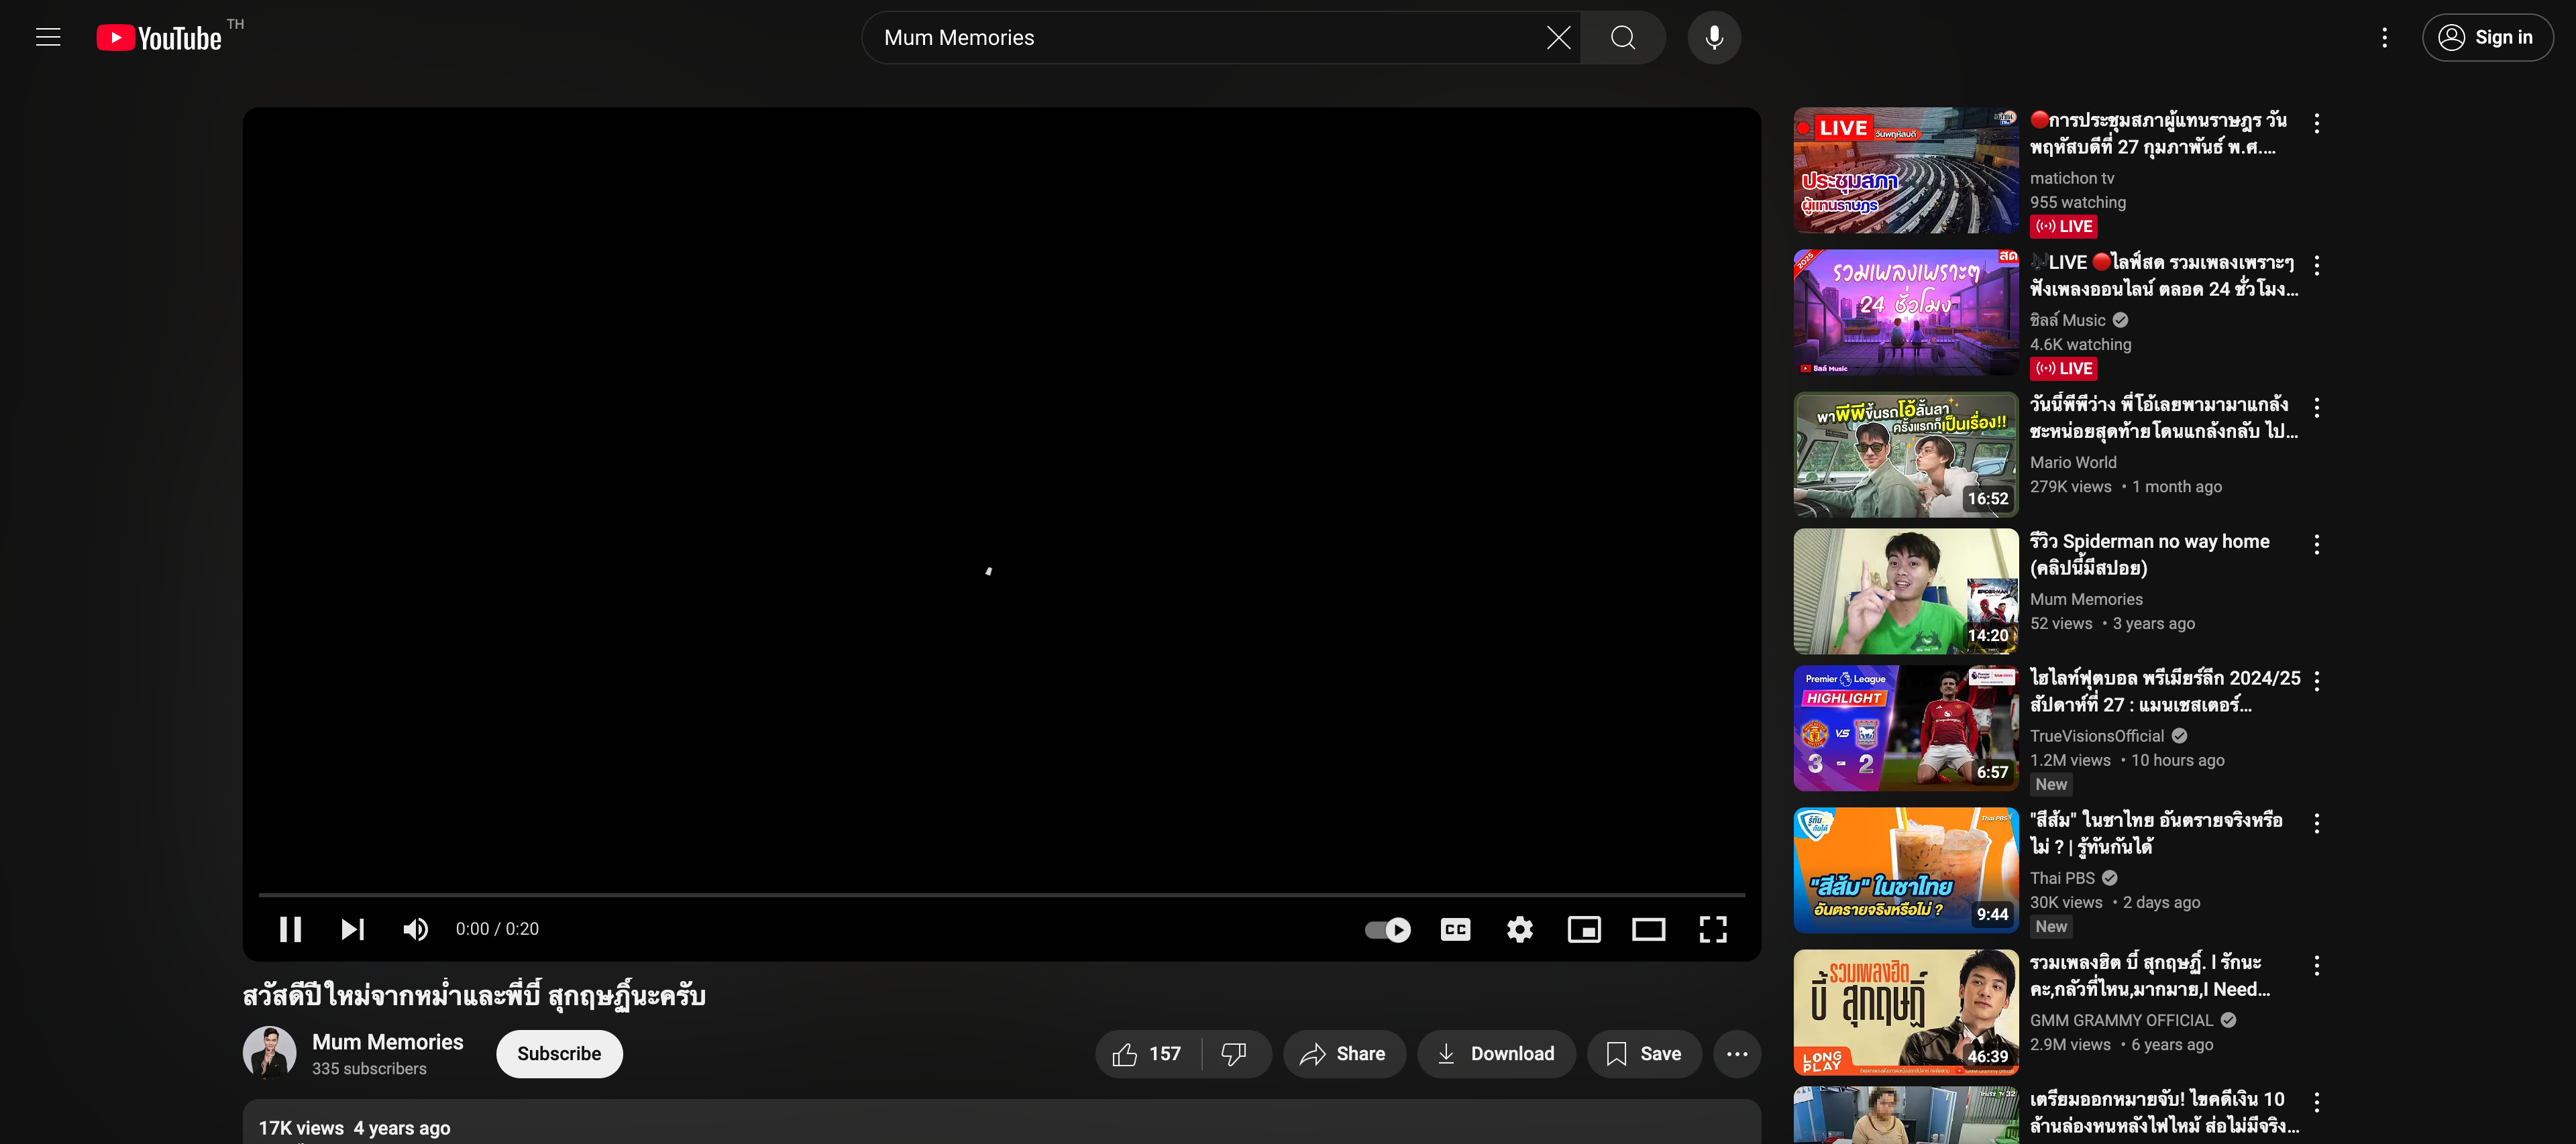 YouTube TH
Mum Memories
Sign in
0:00 / 0:20
CC
สวัสดีปีใหม่จากหม่ำและพี่บี้ สุกฤษฎิ์นะครับ
Mum Memories
335 subscribers
Subscribe
157
Share
Download
Save
17K views 4 years ago
LIVE วันพฤหัสบดี
ประชุมสภา
ผู้แทนราษฎร
🔴การประชุมสภาผู้แทนราษฎร วัน
พฤหัสบดีที่ 27 กุมภาพันธ์ พ.ศ....
matichon tv
955 watching
LIVE
2025
สด
รวมเพลงเพราะๆ
24 ชั่วโมง
ชิลล์ Music
🎶LIVE 🔴ไลฟ์สด รวมเพลงเพราะๆ
ฟังเพลงออนไลน์ ตลอด 24 ชั่วโมง...
ชิลล์ Music
4.6K watching
LIVE
พาพีพีขึ้นรถโอ้ลั้นลา
ครั้งแรกก็เป็นเรื่อง!!
16:52
วันนี้พีพีว่าง พี่โอ้เลยพามามาแกล้ง
ซะหน่อยสุดท้ายโดนแกล้งกลับ ไป...
Mario World
279K views • 1 month ago
14:20
รีวิว Spiderman no way home
(คลิปนี้มีสปอย)
Mum Memories
52 views • 3 years ago
Premier League
HIGHLIGHT
VS
3 - 2
6:57
ไฮไลท์ฟุตบอล พรีเมียร์ลีก 2024/25
สัปดาห์ที่ 27 : แมนเชสเตอร์...
TrueVisionsOfficial
1.2M views • 10 hours ago
New
รู้ทัน
กันได้
Thai PBS
"สีส้ม" ในชาไทย
อันตรายจริงหรือไม่ ?
9:44
"สีส้ม" ในชาไทย อันตรายจริงหรือ
ไม่ ? | รู้ทันกันได้
Thai PBS
30K views • 2 days ago
New
รวมเพลงฮิต
บี้ สุกฤษฎิ์
LONG
PLAY
46:39
รวมเพลงฮิต บี้ สุกฤษฎิ์. l รักนะ
คะ,กลัวที่ไหน,มากมาย,I Need...
GMM GRAMMY OFFICIAL
2.9M views • 6 years ago
เตรียมออกหมายจับ! ไขคดีเงิน 10
ล้านล่องหนหลังไฟไหม้ ส่อไม่มีจริง...